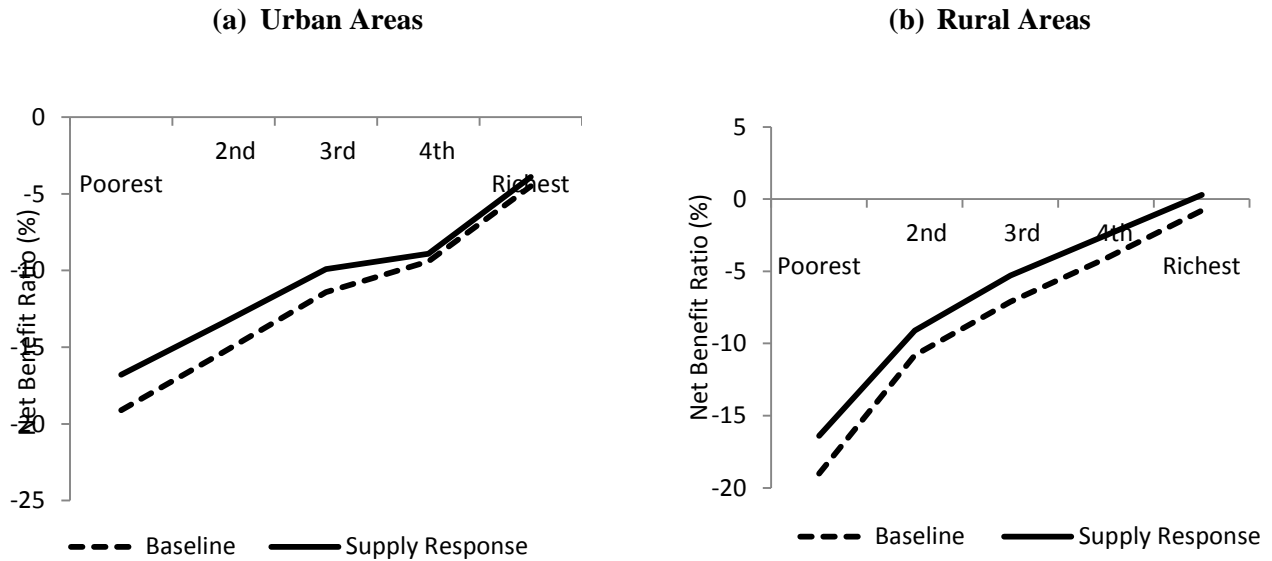 (a) Urban Areas
0
2nd 3rd 4th
Poorest Richest
-5
-10
-15
-20
-25
Net Benefit Ratio (%)
Baseline Supply Response
(b) Rural Areas
5
0
2nd 3rd 4th
Poorest Richest
-5
-10
-15
-20
Net Benefit Ratio (%)
Baseline Supply Response